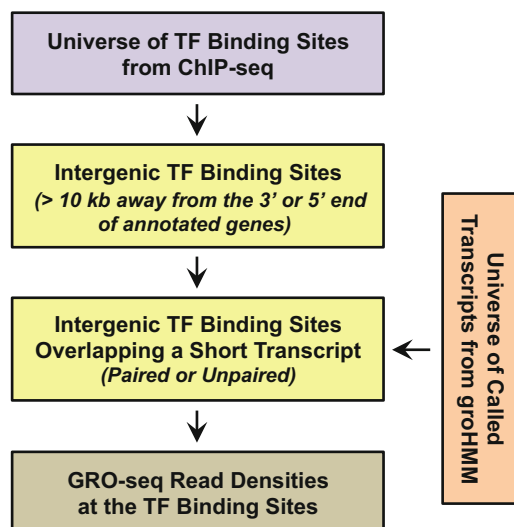 Universe of TF Binding Sites
from ChIP-seq
Intergenic TF Binding Sites
(> 10 kb away from the 3’ or 5’ end
of annotated genes)
Intergenic TF Binding Sites
Overlapping a Short Transcript
(Paired or Unpaired)
Universe of Called
Transcripts from groHMM
GRO-seq Read Densities
at the TF Binding Sites